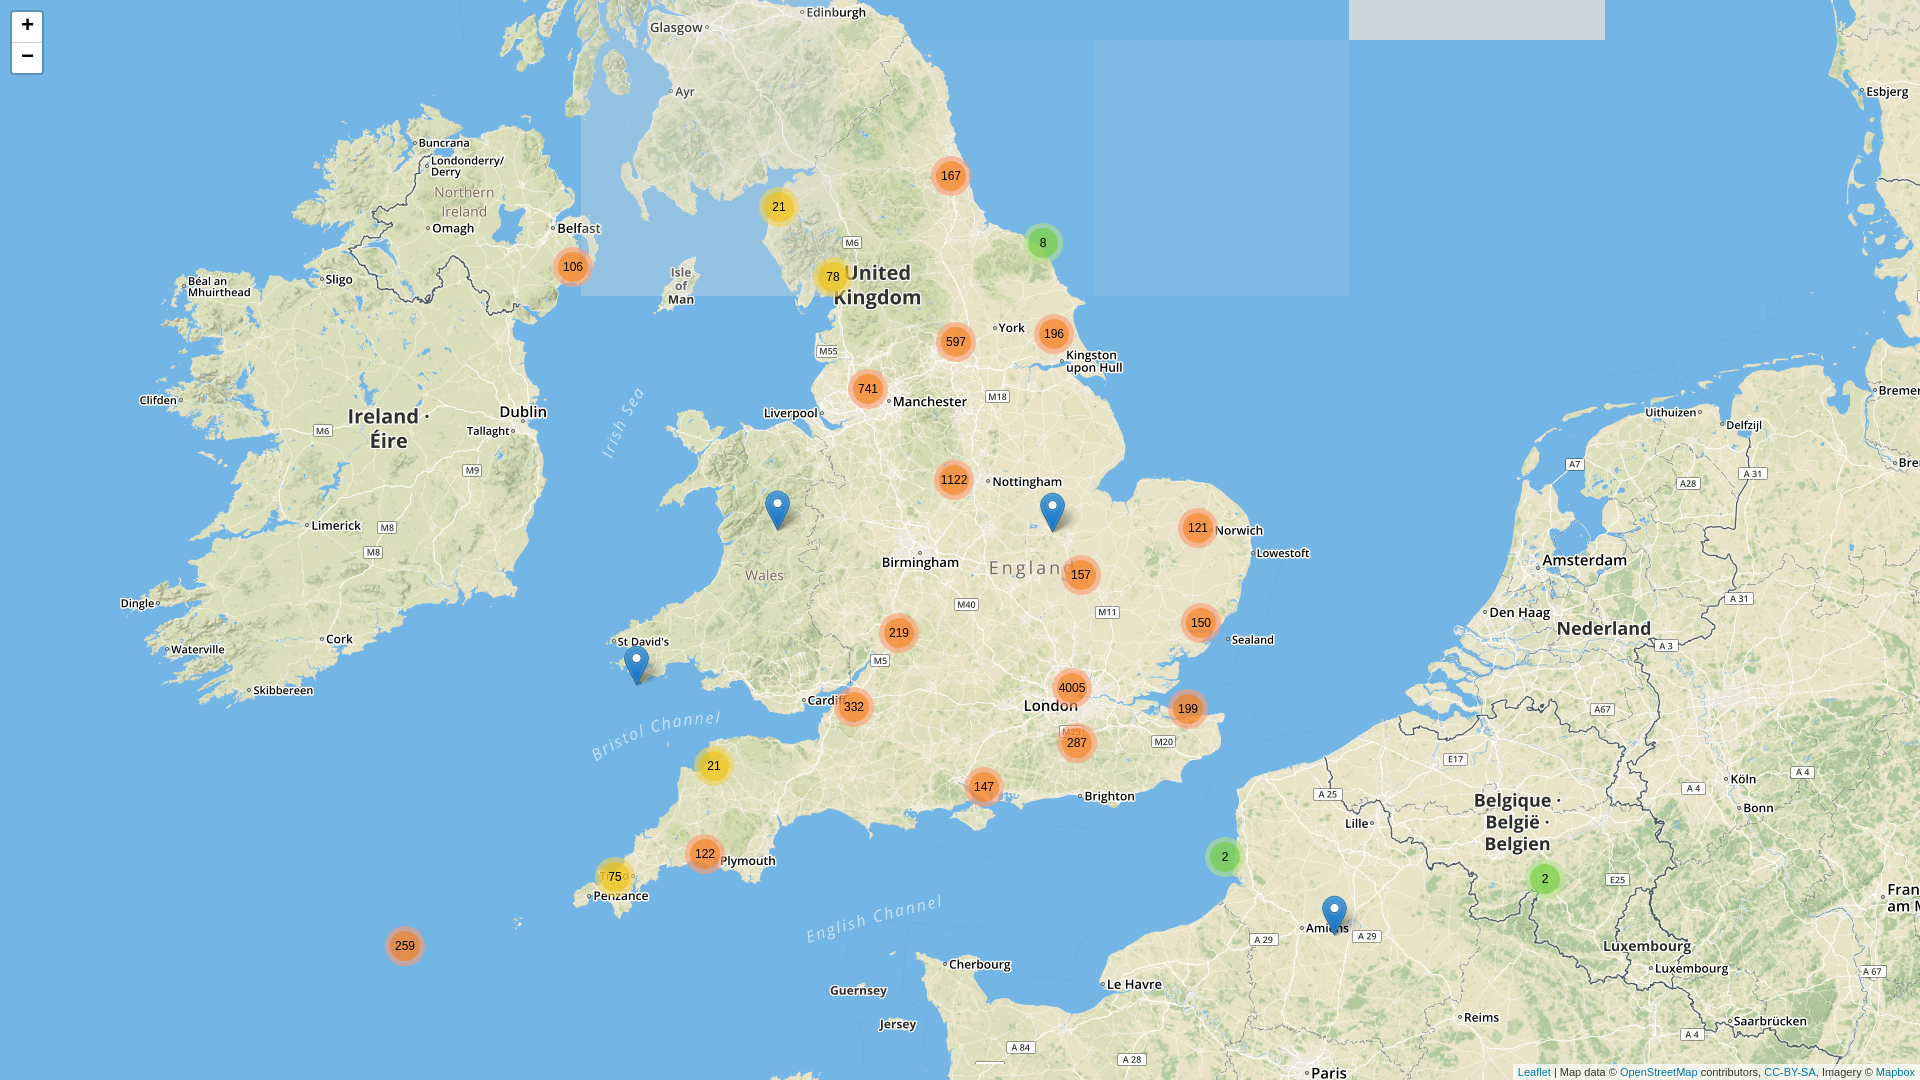 +
−
Edinburgh
Glasgow
Ayr
Esbjerg
Buncrana
Londonderry/
Derry
Northern
Ireland
Omagh
Belfast
167
21
M6
8
106
78
United
Kingdom
Isle
of
Man
Sligo
Béal an
Mhuirthead
York
196
597
M55
Kingston
upon Hull
741
Manchester
M18
Liverpool
Irish Sea
Clifden
Ireland ·
Éire
Dublin
Tallaght
M6
M9
Uithuizen
Delfzijl
A7
A 31
A28
1122
Nottingham
Limerick
M8
M8
121
Norwich
Lowestoft
Birmingham
England
157
Wales
Amsterdam
Dingle
M40
M11
Den Haag
A 31
Nederland
219
150
Sealand
Cork
Waterville
St David's
M5
A 3
Skibbereen
4005
London
Cardiff
332
199
A67
Bristol Channel
M25
287
M20
E17
21
147
Brighton
A 25
A 4
A 4
Köln
Bonn
Belgique ·
België ·
Belgien
Lille
122
Plymouth
2
75
Penzance
2
E25
English Channel
259
Amiens
A 29
A 29
Luxembourg
Luxembourg
A 67
Cherbourg
Le Havre
Guernsey
Jersey
Reims
Saarbrücken
A 4
A 84
A 28
Paris
Leaflet | Map data © OpenStreetMap contributors, CC-BY-SA, Imagery © Mapbox